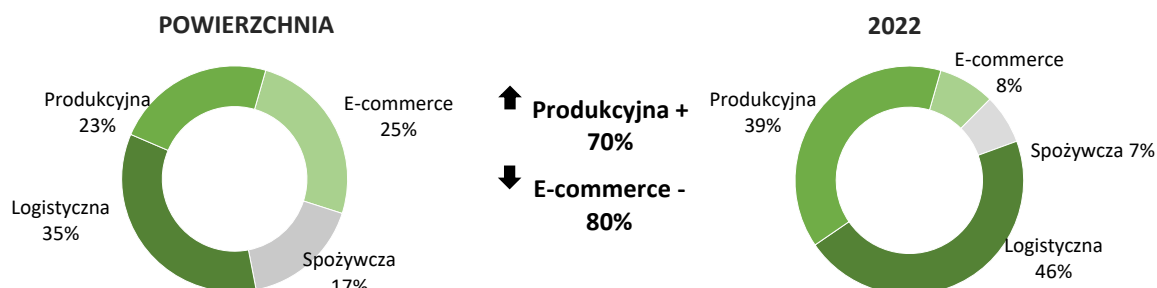 POWIERZCHNIA
Produkcyjna
23%
E-commerce
25%
Logistyczna
35%
Spożywcza
17%
Produkcyjna +
70%
E-commerce -
80%
2022
E-commerce
8%
Produkcyjna
39%
Spożywcza 7%
Logistyczna
46%